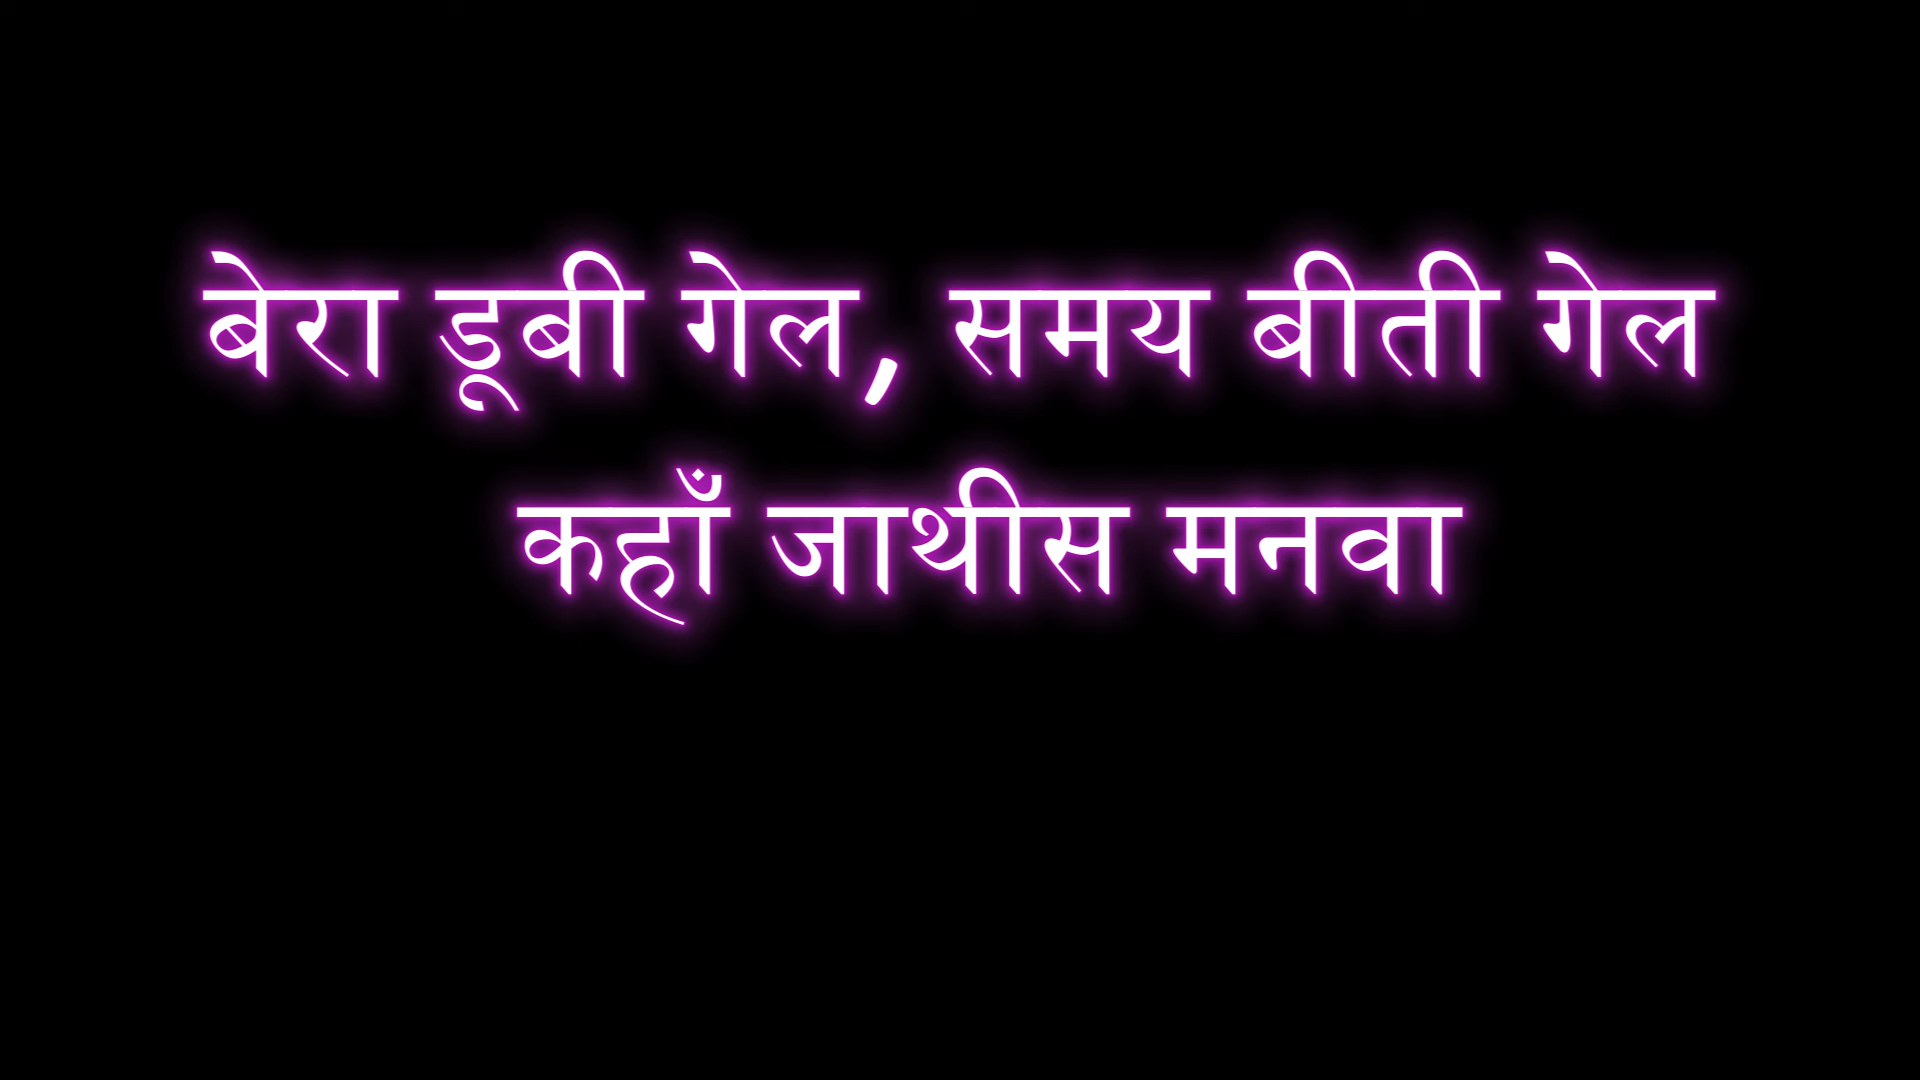 बेरा डूबी गेल, समय बीती गेल
कहाँ जाथीस मनवा